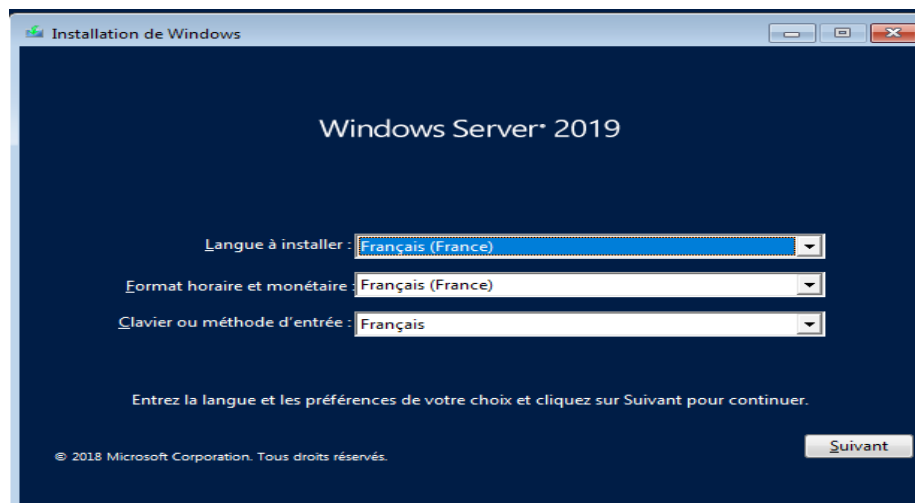 Installation de Windows
Windows Server® 2019
Langue à installer : Français (France)
Format horaire et monétaire : Français (France)
Clavier ou méthode d'entrée : Français
Entrez la langue et les préférences de votre choix et cliquez sur Suivant pour continuer.
Suivant
© 2018 Microsoft Corporation. Tous droits réservés.